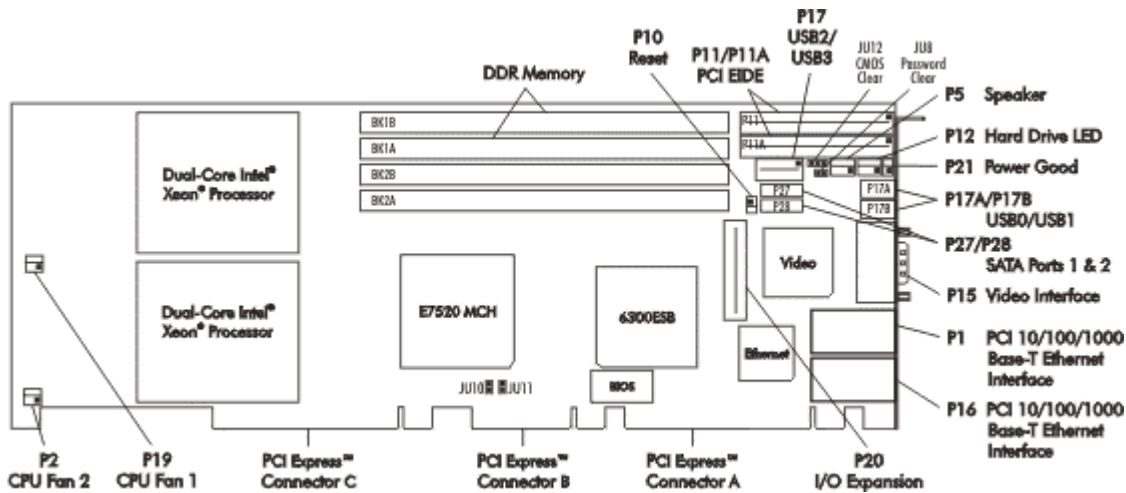 P17
USB2/
USB3
P10
Reset
P11/P11A
PCI EIDE
JU12
CMOS
Clear
JU8
Password
Clear
DDR Memory
P5 Speaker
P12 Hard Drive LED
P21 Power Good
P17A/P17B
USB0/USB1
P27/P28
SATA Ports 1 & 2
P15 Video Interface
P1 PCI 10/100/1000
Base-T Ethernet
Interface
P16 PCI 10/100/1000
Base-T Ethernet
Interface
BK1B
BK1A
BK2B
BK2A
P11
P11A
P27
P28
P17A
P17B
Dual-Core Intel®
Xeon® Processor
Dual-Core Intel®
Xeon® Processor
E7520 MCH
6300ESB
Video
Ethernet
BIOS
JU10
JU11
P2
CPU Fan 2
P19
CPU Fan 1
PCI Express™
Connector C
PCI Express™
Connector B
PCI Express™
Connector A
P20
I/O Expansion